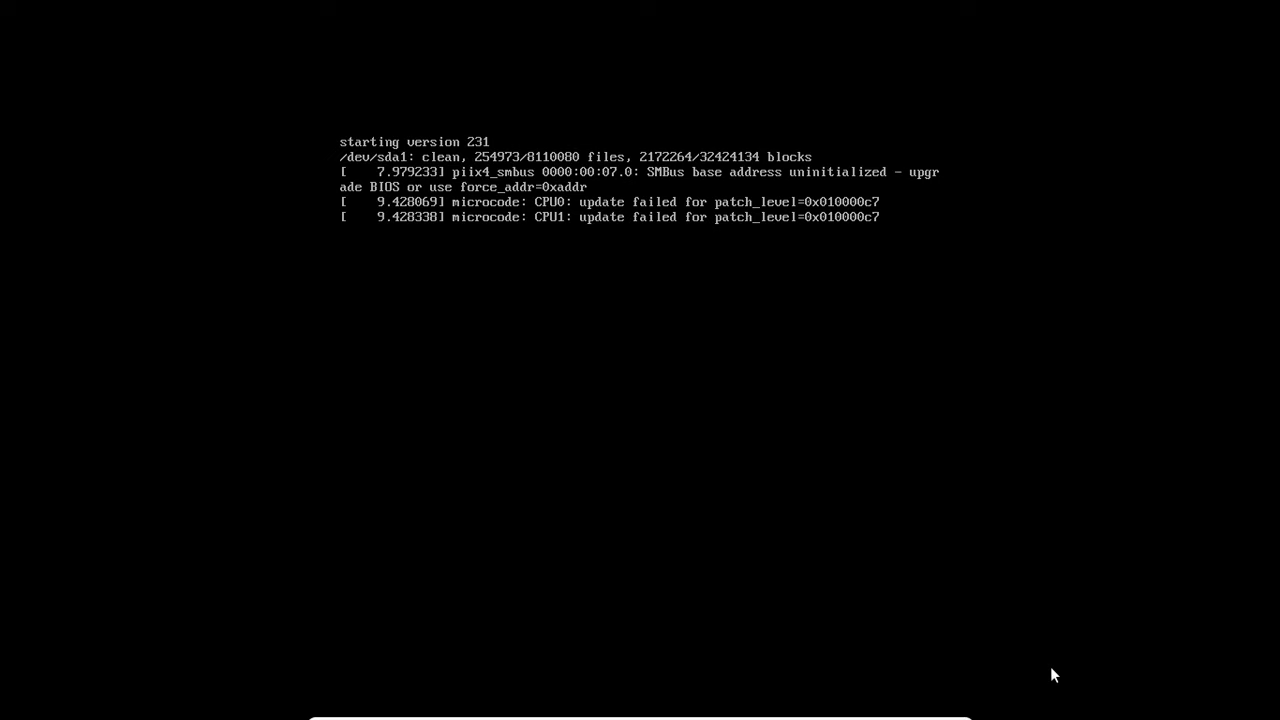 starting version 231
/dev/sda1: clean, 254973/8110080 files, 2172264/32424134 blocks
[    7.979233] piix4_smbus 0000:00:07.0: SMBus base address uninitialized - upgr
ade BIOS or use force_addr=0xaddr
[    9.428069] microcode: CPU0: update failed for patch_level=0x010000c7
[    9.428338] microcode: CPU1: update failed for patch_level=0x010000c7